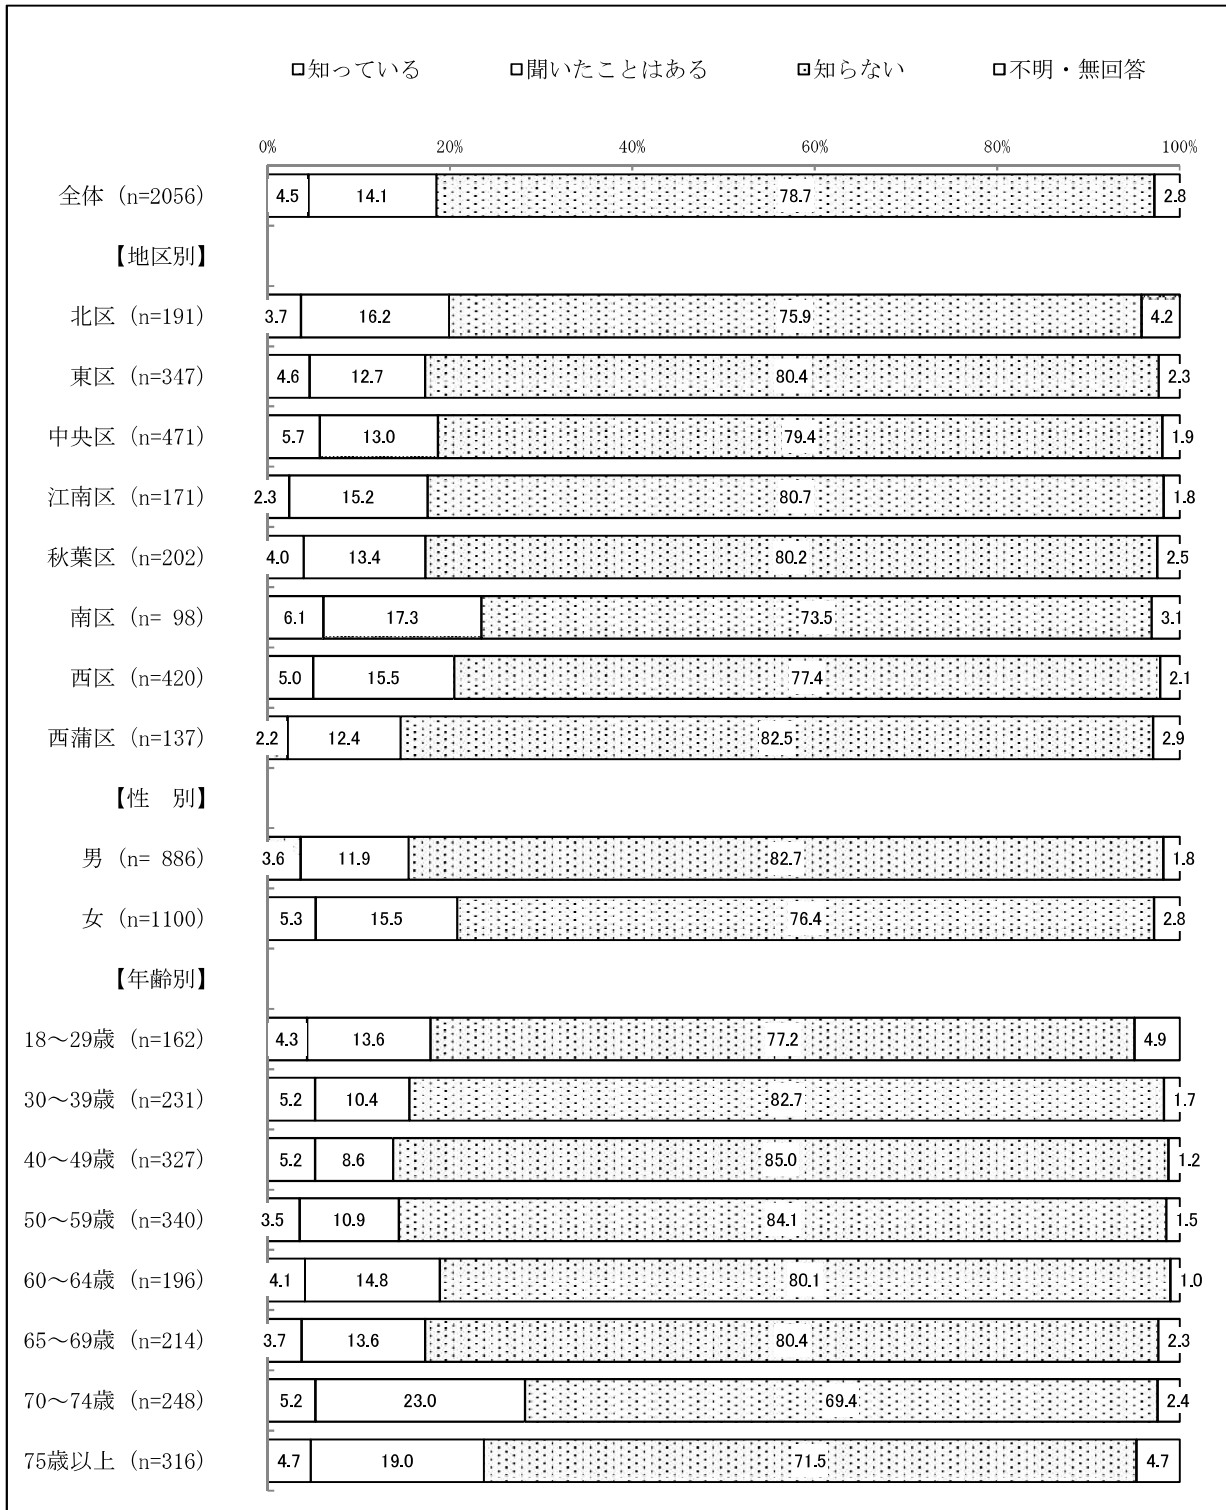 知っている 聞いたことはある 知らない 不明・無回答
0% 20% 40% 60% 80% 100%
全体 (n=2056) 4.5 14.1 78.7 2.8
【地区別】
北区 (n=191) 3.7 16.2 75.9 4.2
東区 (n=347) 4.6 12.7 80.4 2.3
中央区 (n=471) 5.7 13.0 79.4 1.9
江南区 (n=171) 2.3 15.2 80.7 1.8
秋葉区 (n=202) 4.0 13.4 80.2 2.5
南区 (n= 98) 6.1 17.3 73.5 3.1
西区 (n=420) 5.0 15.5 77.4 2.1
西蒲区 (n=137) 2.2 12.4 82.5 2.9
【性　別】
男 (n= 886) 3.6 11.9 82.7 1.8
女 (n=1100) 5.3 15.5 76.4 2.8
【年齢別】
18～29歳 (n=162) 4.3 13.6 77.2 4.9
30～39歳 (n=231) 5.2 10.4 82.7 1.7
40～49歳 (n=327) 5.2 8.6 85.0 1.2
50～59歳 (n=340) 3.5 10.9 84.1 1.5
60～64歳 (n=196) 4.1 14.8 80.1 1.0
65～69歳 (n=214) 3.7 13.6 80.4 2.3
70～74歳 (n=248) 5.2 23.0 69.4 2.4
75歳以上 (n=316) 4.7 19.0 71.5 4.7